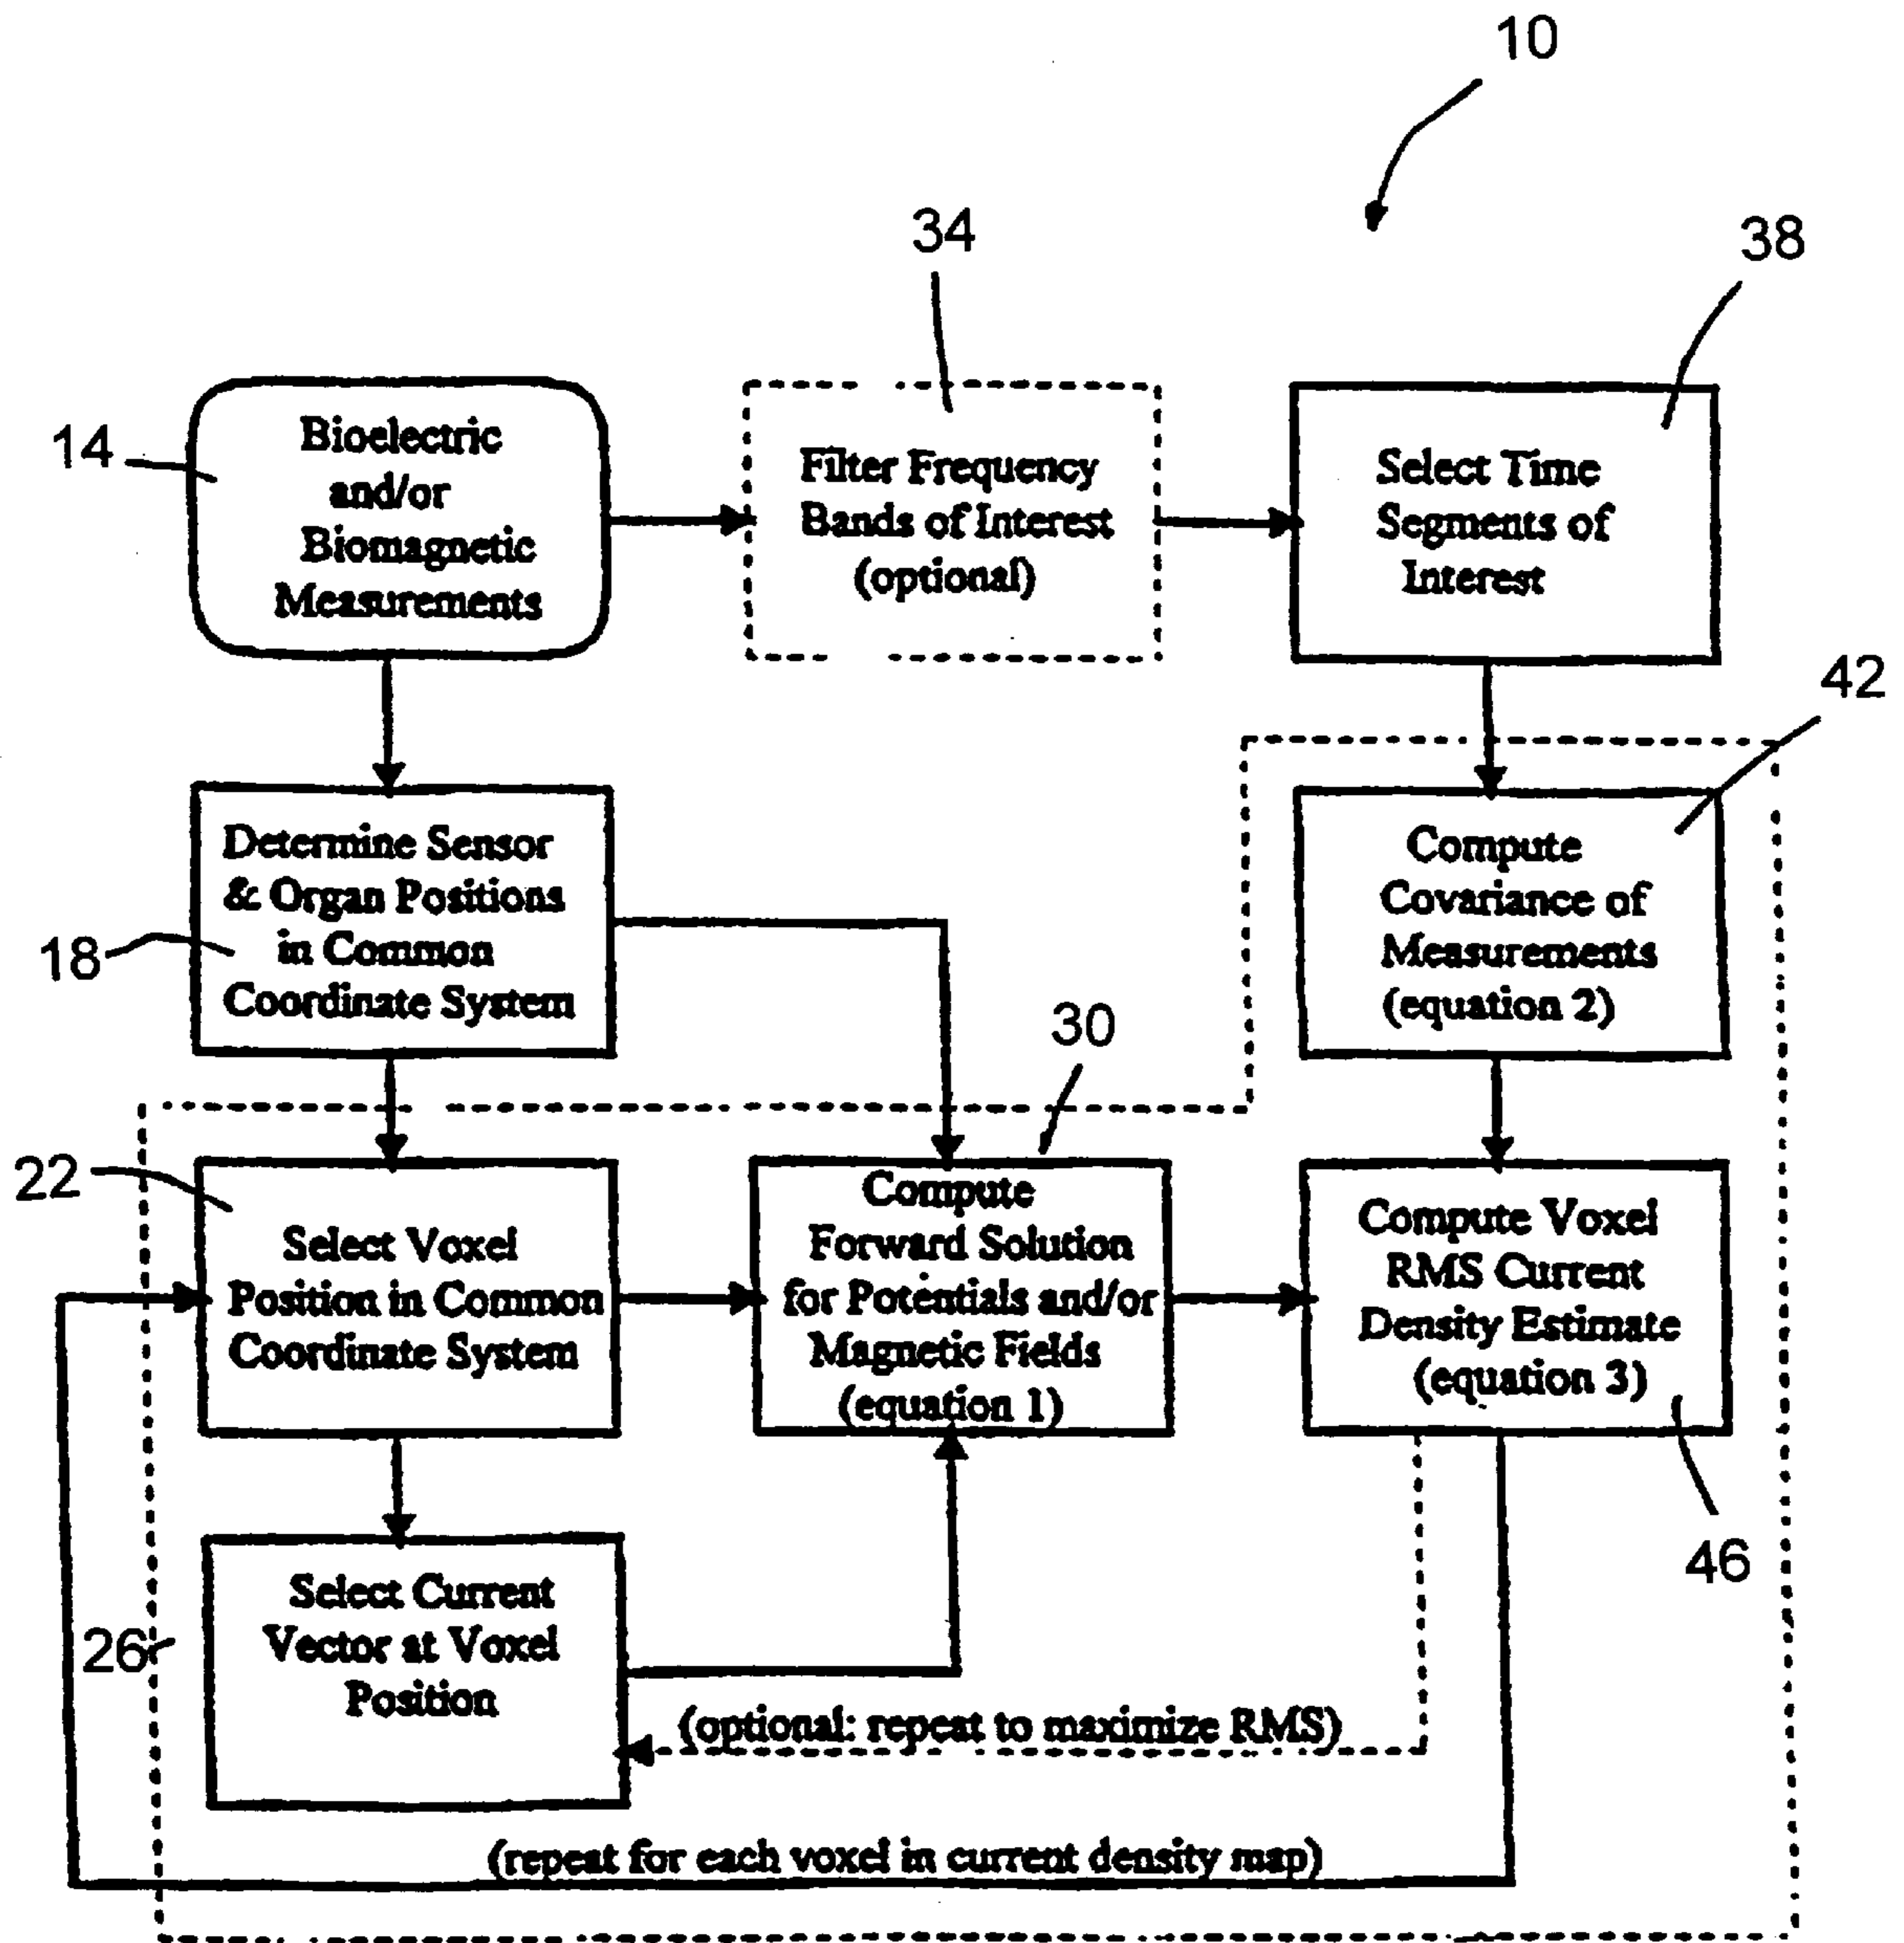 10
34
38
14
Bioelectric
and/or
Biomagnetic
Measurements
Filter Frequency
Bands of Interest
(optional)
Select Time
Segments of
Interest
42
Determine Sensor
& Organ Positions
in Common
Coordinate System
18
Compute
Covariance of
Measurements
(equation 2)
30
22
Select Voxel
Position in Common
Coordinate System
Compute
Forward Solution
for Potentials and/or
Magnetic Fields
(equation 1)
Compute Voxel
RMS Current
Density Estimate
(equation 3)
46
26
Select Current
Vector at Voxel
Position
(optional: repeat to maximize RMS)
(repeat for each voxel in current density map)